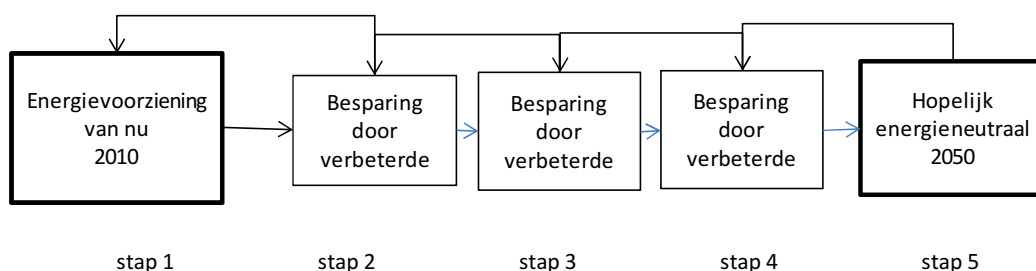 Energievoorziening
van nu
2010
Besparing
door
verbeterde
Besparing
door
verbeterde
Besparing
door
verbeterde
Hopelijk
energieneutraal
2050
stap 1
stap 2
stap 3
stap 4
stap 5